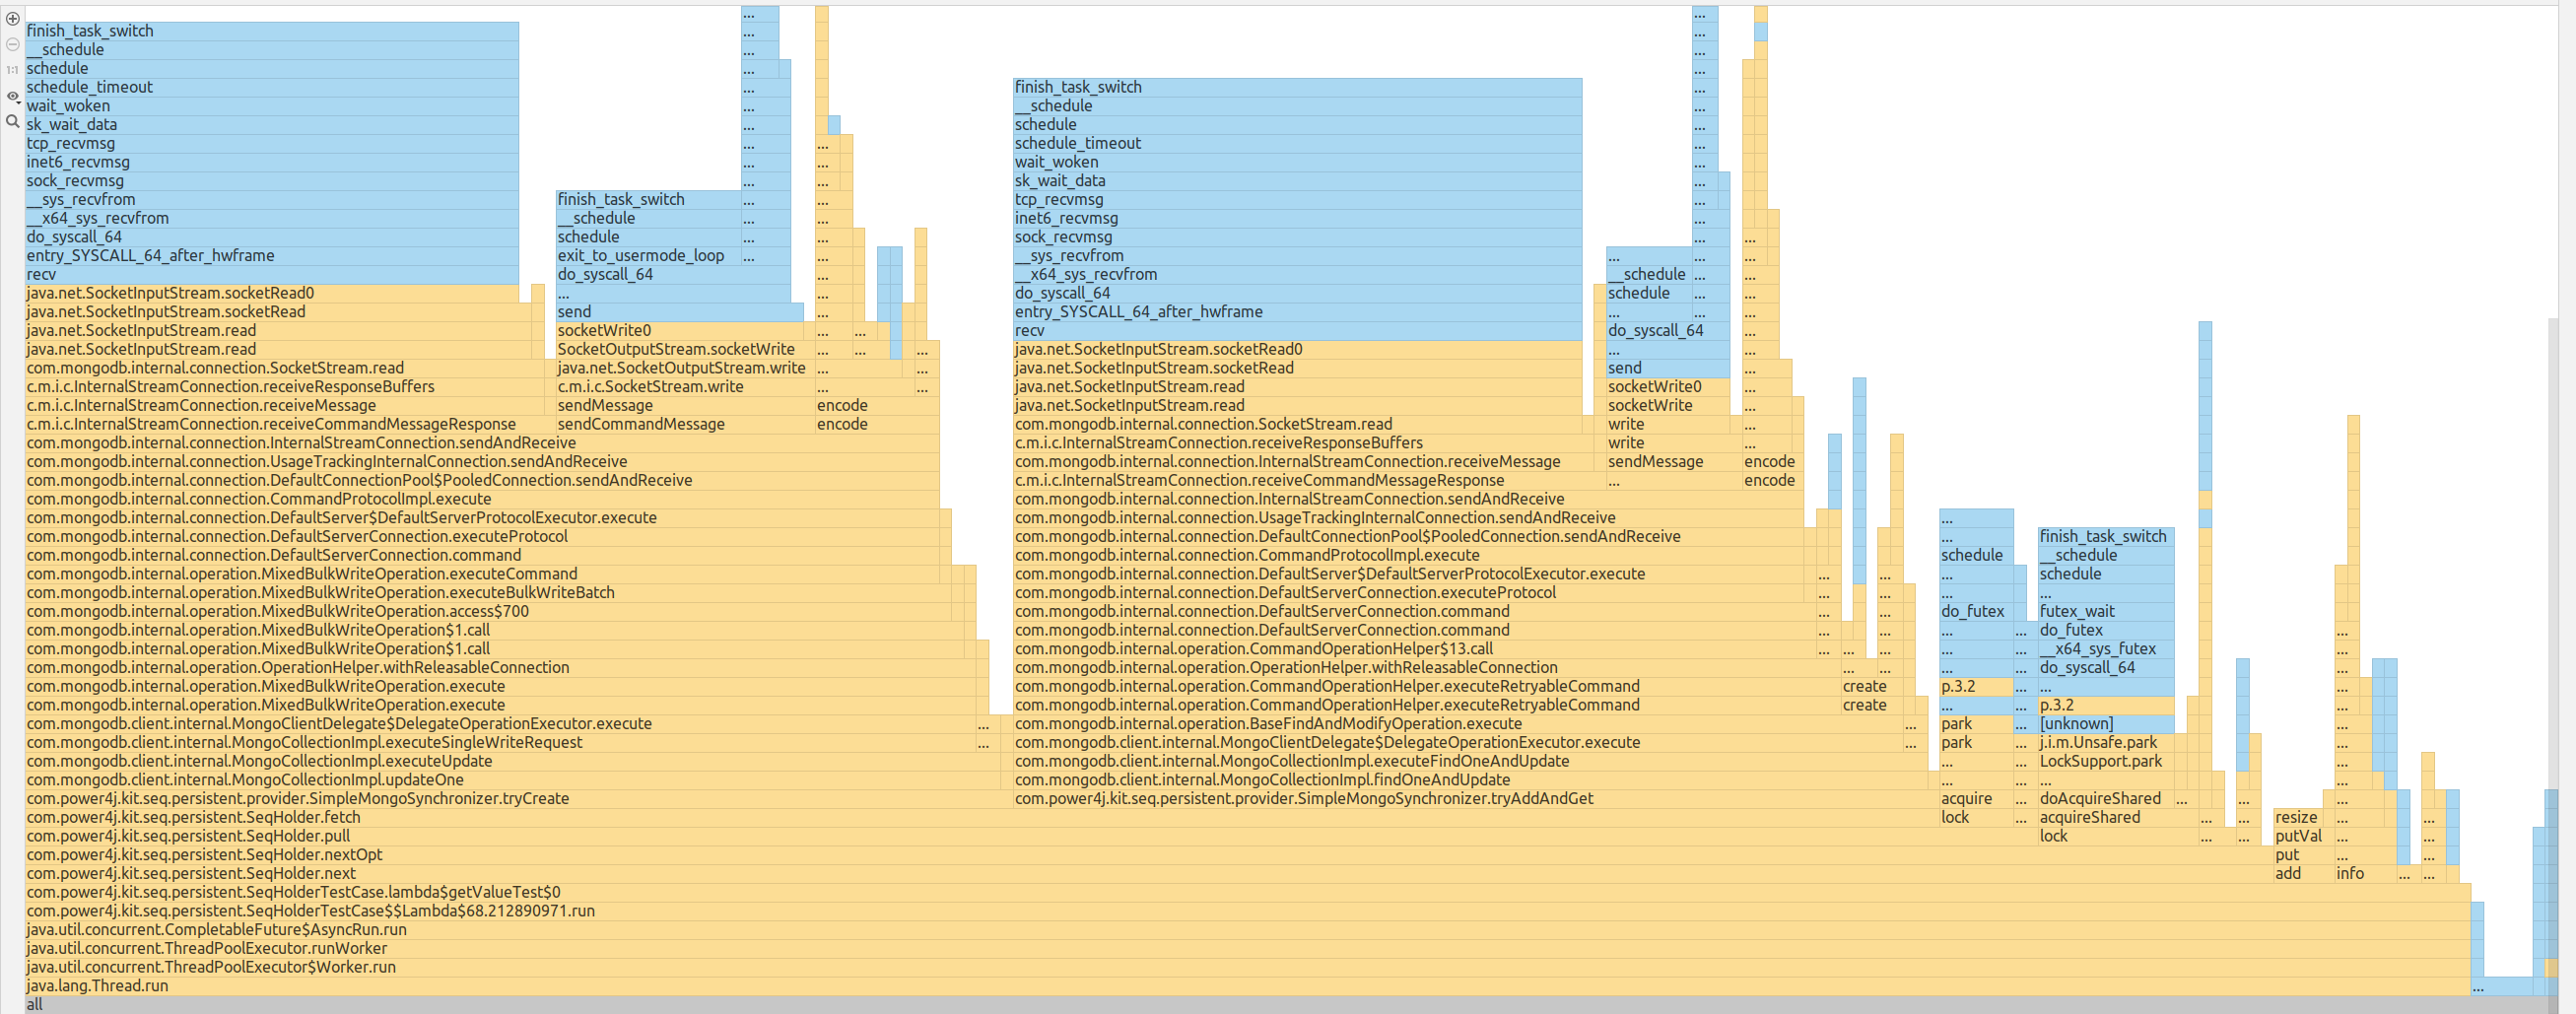 1:1
finish_task_switch
__schedule
schedule
schedule_timeout
wait_woken
sk_wait_data
tcp_recvmsg
inet6_recvmsg
sock_recvmsg
__sys_recvfrom
__x64_sys_recvfrom
do_syscall_64
entry_SYSCALL_64_after_hwframe
recv
java.net.SocketInputStream.socketRead0
java.net.SocketInputStream.socketRead
java.net.SocketInputStream.read
java.net.SocketInputStream.read
com.mongodb.internal.connection.SocketStream.read
c.m.i.c.InternalStreamConnection.receiveResponseBuffers
c.m.i.c.InternalStreamConnection.receiveMessage
c.m.i.c.InternalStreamConnection.receiveCommandMessageResponse
com.mongodb.internal.connection.InternalStreamConnection.sendAndReceive
com.mongodb.internal.connection.UsageTrackingInternalConnection.sendAndReceive
com.mongodb.internal.connection.DefaultConnectionPool$PooledConnection.sendAndReceive
com.mongodb.internal.connection.CommandProtocolImpl.execute
com.mongodb.internal.connection.DefaultServer$DefaultServerProtocolExecutor.execute
com.mongodb.internal.connection.DefaultServerConnection.executeProtocol
com.mongodb.internal.connection.DefaultServerConnection.command
com.mongodb.internal.operation.MixedBulkWriteOperation.executeCommand
com.mongodb.internal.operation.MixedBulkWriteOperation.executeBulkWriteBatch
com.mongodb.internal.operation.MixedBulkWriteOperation.access$700
com.mongodb.internal.operation.MixedBulkWriteOperation$1.call
com.mongodb.internal.operation.MixedBulkWriteOperation$1.call
com.mongodb.internal.operation.OperationHelper.withReleasableConnection
com.mongodb.internal.operation.MixedBulkWriteOperation.execute
com.mongodb.internal.operation.MixedBulkWriteOperation.execute
com.mongodb.client.internal.MongoClientDelegate$DelegateOperationExecutor.execute
com.mongodb.client.internal.MongoCollectionImpl.executeSingleWriteRequest
com.mongodb.client.internal.MongoCollectionImpl.executeUpdate
com.mongodb.client.internal.MongoCollectionImpl.updateOne
com.power4j.kit.seq.persistent.provider.SimpleMongoSynchronizer.tryCreate
com.power4j.kit.seq.persistent.SeqHolder.fetch
com.power4j.kit.seq.persistent.SeqHolder.pull
com.power4j.kit.seq.persistent.SeqHolder.nextOpt
com.power4j.kit.seq.persistent.SeqHolder.next
com.power4j.kit.seq.persistent.SeqHolderTestCase.lambda$getValueTest$0
com.power4j.kit.seq.persistent.SeqHolderTestCase$$Lambda$68.212890971.run
java.util.concurrent.CompletableFuture$AsyncRun.run
java.util.concurrent.ThreadPoolExecutor.runWorker
java.util.concurrent.ThreadPoolExecutor$Worker.run
java.lang.Thread.run
all
finish_task_switch
__schedule
schedule
exit_to_usermode_loop
do_syscall_64
...
send
socketWrite0
SocketOutputStream.socketWrite
java.net.SocketOutputStream.write
c.m.i.c.SocketStream.write
sendMessage
sendCommandMessage
encode
encode
finish_task_switch
__schedule
schedule
schedule_timeout
wait_woken
sk_wait_data
tcp_recvmsg
inet6_recvmsg
sock_recvmsg
__sys_recvfrom
__x64_sys_recvfrom
do_syscall_64
entry_SYSCALL_64_after_hwframe
recv
java.net.SocketInputStream.socketRead0
java.net.SocketInputStream.socketRead
java.net.SocketInputStream.read
java.net.SocketInputStream.read
com.mongodb.internal.connection.SocketStream.read
c.m.i.c.InternalStreamConnection.receiveResponseBuffers
com.mongodb.internal.connection.InternalStreamConnection.receiveMessage
c.m.i.c.InternalStreamConnection.receiveCommandMessageResponse
com.mongodb.internal.connection.InternalStreamConnection.sendAndReceive
com.mongodb.internal.connection.UsageTrackingInternalConnection.sendAndReceive
com.mongodb.internal.connection.DefaultConnectionPool$PooledConnection.sendAndReceive
com.mongodb.internal.connection.CommandProtocolImpl.execute
com.mongodb.internal.connection.DefaultServer$DefaultServerProtocolExecutor.execute
com.mongodb.internal.connection.DefaultServerConnection.executeProtocol
com.mongodb.internal.connection.DefaultServerConnection.command
com.mongodb.internal.connection.DefaultServerConnection.command
com.mongodb.internal.operation.CommandOperationHelper$13.call
com.mongodb.internal.operation.OperationHelper.withReleasableConnection
com.mongodb.internal.operation.CommandOperationHelper.executeRetryableCommand
com.mongodb.internal.operation.CommandOperationHelper.executeRetryableCommand
com.mongodb.internal.operation.BaseFindAndModifyOperation.execute
com.mongodb.client.internal.MongoClientDelegate$DelegateOperationExecutor.execute
com.mongodb.client.internal.MongoCollectionImpl.executeFindOneAndUpdate
com.mongodb.client.internal.MongoCollectionImpl.findOneAndUpdate
com.power4j.kit.seq.persistent.provider.SimpleMongoSynchronizer.tryAddAndGet
...
__schedule
schedule
...
do_syscall_64
...
send
socketWrite0
socketWrite
write
write
sendMessage
...
encode
encode
create
create
...
...
schedule
...
do_futex
...
...
...
p.3.2
...
park
park
...
...
acquire
lock
finish_task_switch
__schedule
schedule
...
futex_wait
do_futex
__x64_sys_futex
do_syscall_64
...
p.3.2
[unknown]
j.i.m.Unsafe.park
LockSupport.park
...
doAcquireShared
acquireShared
lock
resize
putVal
put
add
info